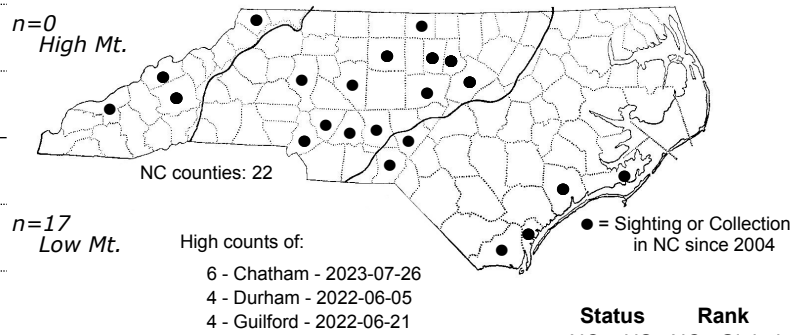 n=0
High Mt.
NC counties: 22
n=17
Low Mt.
High counts of:
6 - Chatham - 2023-07-26
4 - Durham - 2022-06-05
4 - Guilford - 2022-06-21
● = Sighting or Collection
in NC since 2004
Status Rank